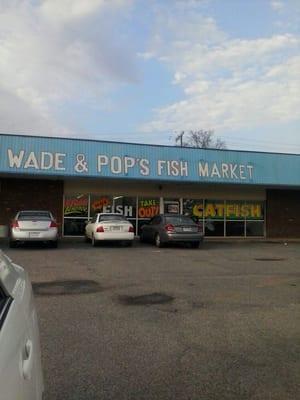 WADE & POP'S FISH MARKET
FISH
TAKE
OUT
CATFISH